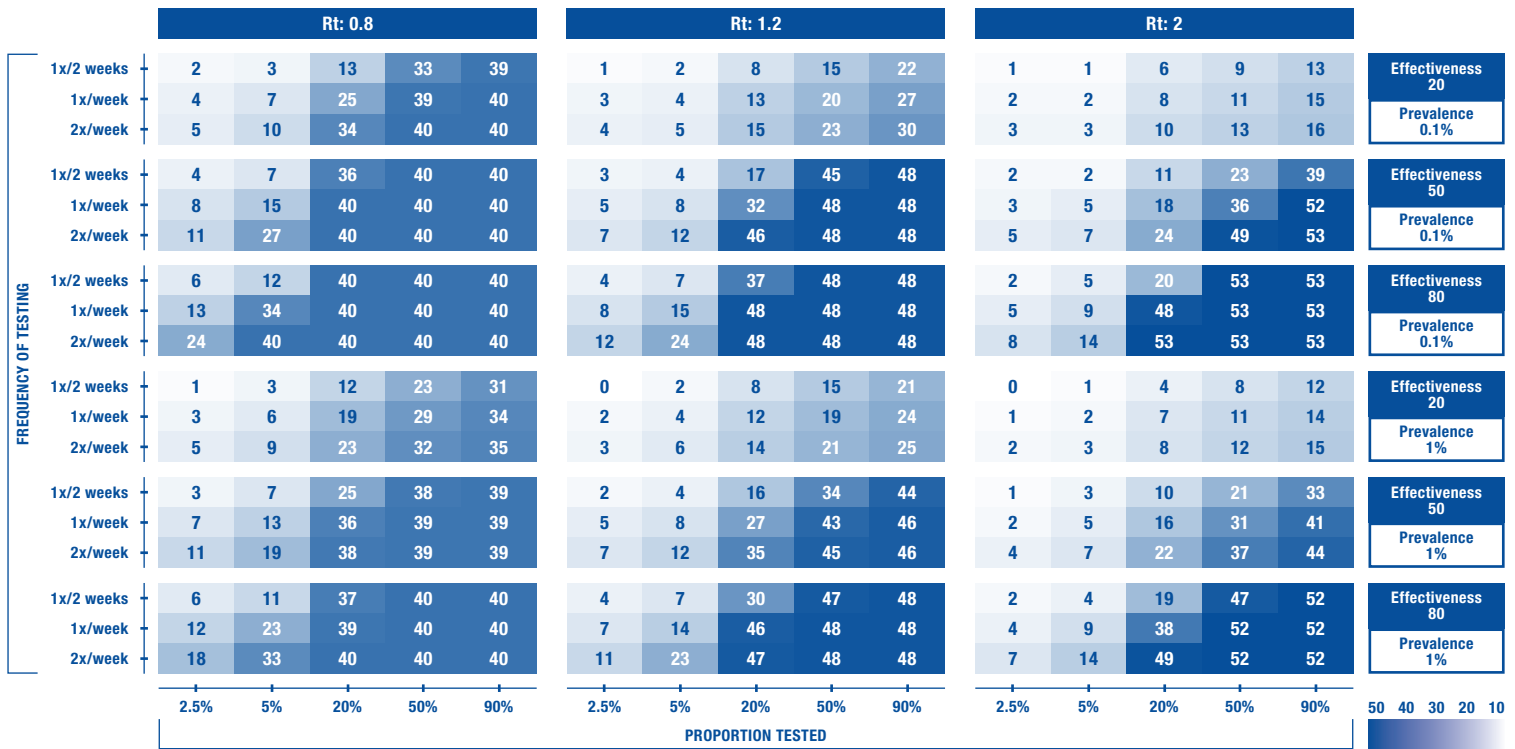 Rt: 0.8 Rt: 1.2 Rt: 2
1x/2 weeks 2 3 13 33 39 1 2 8 15 22 1 1 6 9 13
1x/week 4 7 25 39 40 3 4 13 20 27 2 2 8 11 15
2x/week 5 10 34 40 40 4 5 15 23 30 3 3 10 13 16
Effectiveness
20
Prevalence
0.1%
1x/2 weeks 4 7 36 40 40 3 4 17 45 48 2 2 11 23 39
1x/week 8 15 40 40 40 5 8 32 48 48 3 5 18 36 52
2x/week 11 27 40 40 40 7 12 46 48 48 5 7 24 49 53
Effectiveness
50
Prevalence
0.1%
1x/2 weeks 6 12 40 40 40 4 7 37 48 48 2 5 20 53 53
1x/week 13 34 40 40 40 8 15 48 48 48 5 9 48 53 53
2x/week 24 40 40 40 40 12 24 48 48 48 8 14 53 53 53
Effectiveness
80
Prevalence
0.1%
1x/2 weeks 1 3 12 23 31 0 2 8 15 21 0 1 4 8 12
1x/week 3 6 19 29 34 2 4 12 19 24 1 2 7 11 14
2x/week 5 9 23 32 35 3 6 14 21 25 2 3 8 12 15
Effectiveness
20
Prevalence
1%
1x/2 weeks 3 7 25 38 39 2 4 16 34 44 1 3 10 21 33
1x/week 7 13 36 39 39 5 8 27 43 46 2 5 16 31 41
2x/week 11 19 38 39 39 7 12 35 45 46 4 7 22 37 44
Effectiveness
50
Prevalence
1%
1x/2 weeks 6 11 37 40 40 4 7 30 47 48 2 4 19 47 52
1x/week 12 23 39 40 40 7 14 46 48 48 4 9 38 52 52
2x/week 18 33 40 40 40 11 23 47 48 48 7 14 49 52 52
Effectiveness
80
Prevalence
1%
FREQUENCY OF TESTING
2.5% 5% 20% 50% 90% 2.5% 5% 20% 50% 90% 2.5% 5% 20% 50% 90%
PROPORTION TESTED
50 40 30 20 10